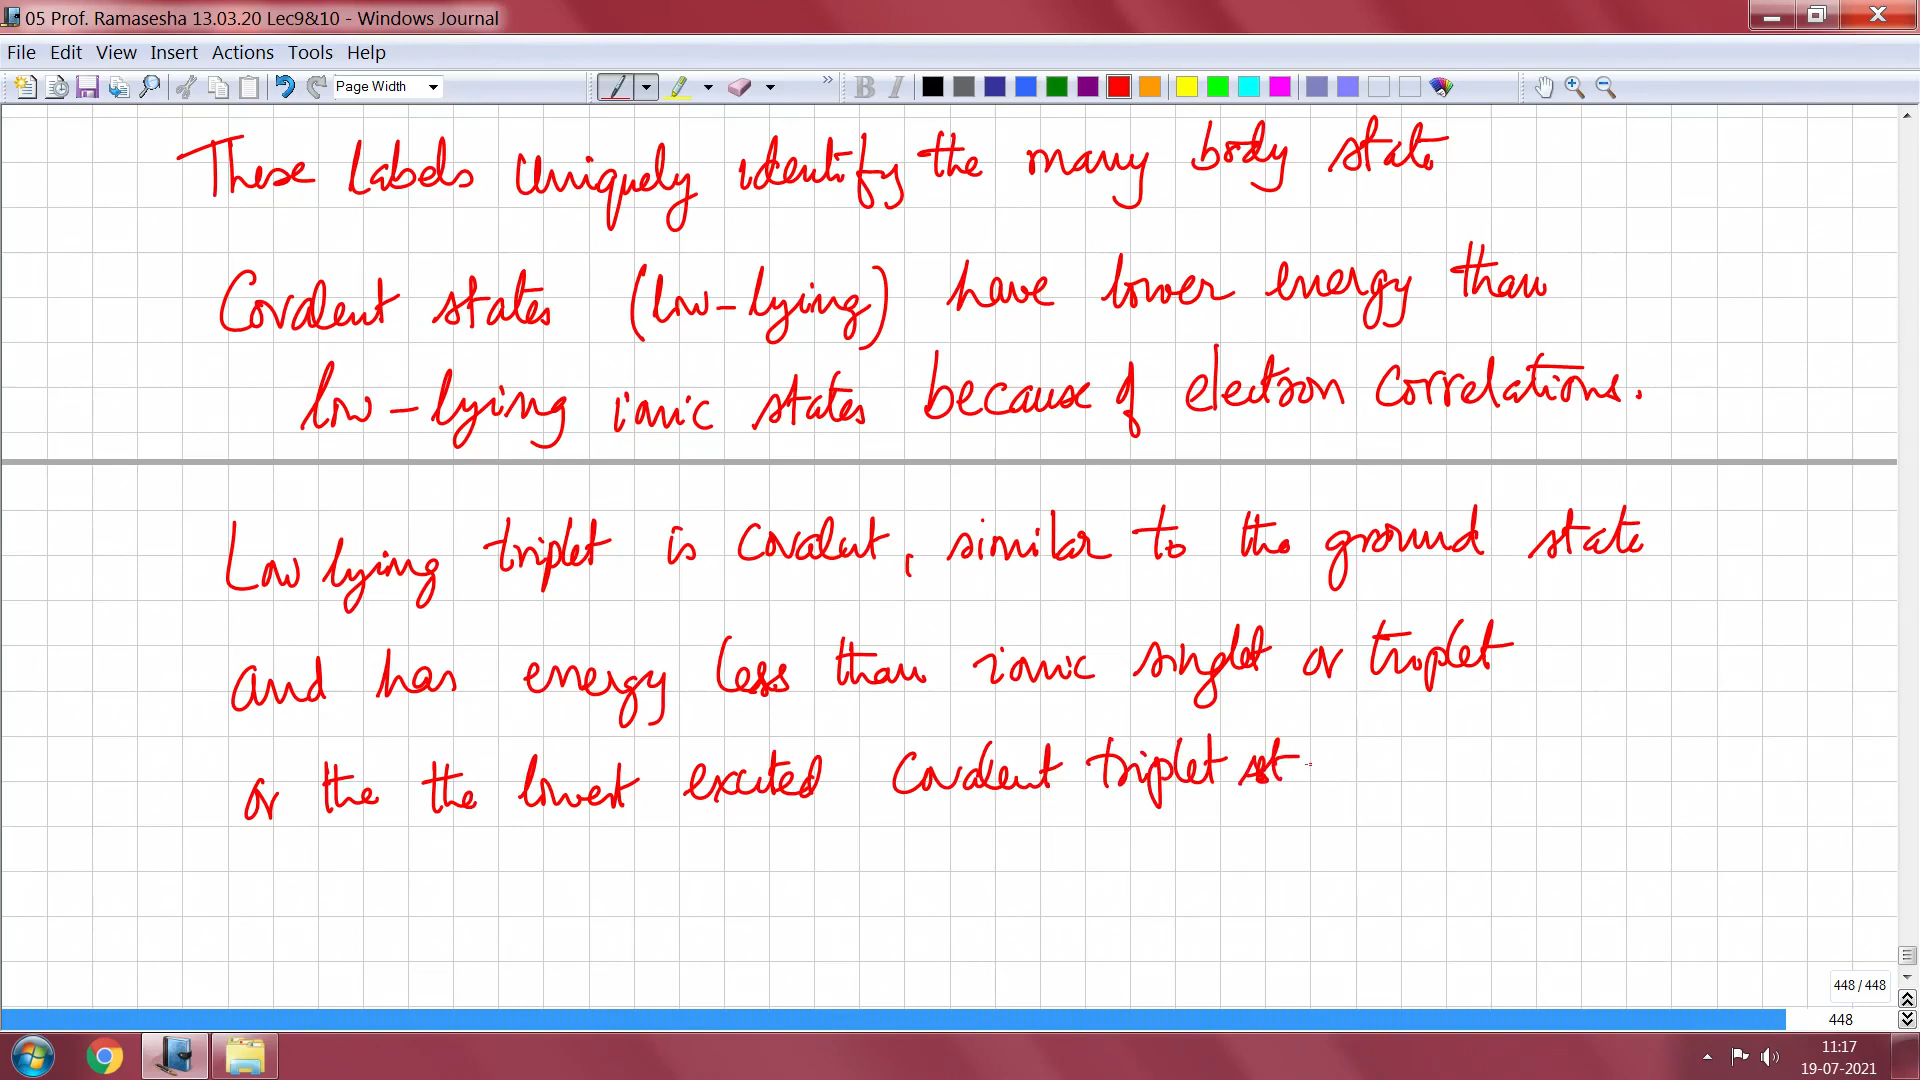 05 Prof. Ramasesha 13.03.20 Lec9&10 - Windows Journal
File Edit View Insert Actions Tools Help
Page Width
These Labels uniquely identify the many body state
Covalent states (low-lying) have lower energy than
low-lying ionic states because of electron correlations.
Low lying triplet is covalent, similar to the ground state
and has energy less than ionic singlet or triplet
or the the lowest excited covalent triplet st
448 / 448
448
11:17
19-07-2021